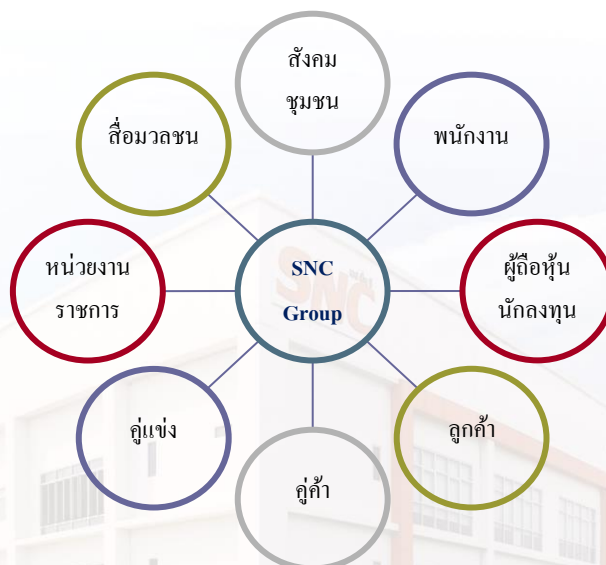 สังคม
ชุมชน
พนักงาน
ผู้ถือหุ้น
นักลงทุน
ลูกค้า
คู่ค้า
คู่แข่ง
หน่วยงาน
ราชการ
สื่อมวลชน
SNC
Group
SNC